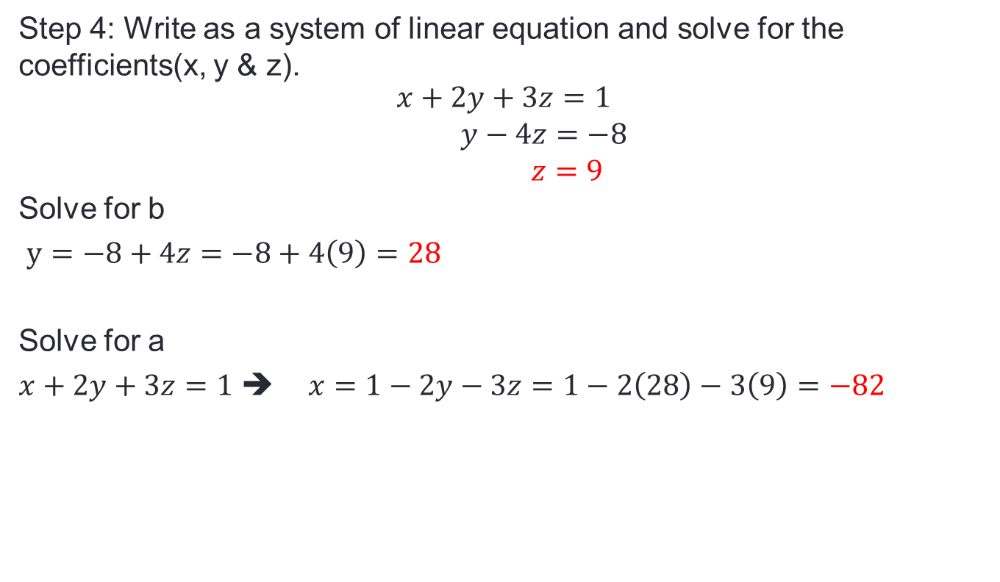 Step 4: Write as a system of linear equation and solve for the
coefficients(x, y & z).
x + 2y + 3z = 1
y − 4z = −8
z = 9
Solve for b
y = −8 + 4z = −8 + 4(9) = 28
Solve for a
x + 2y + 3z = 1 ➔ x = 1 − 2y − 3z = 1 − 2(28) − 3(9) = −82